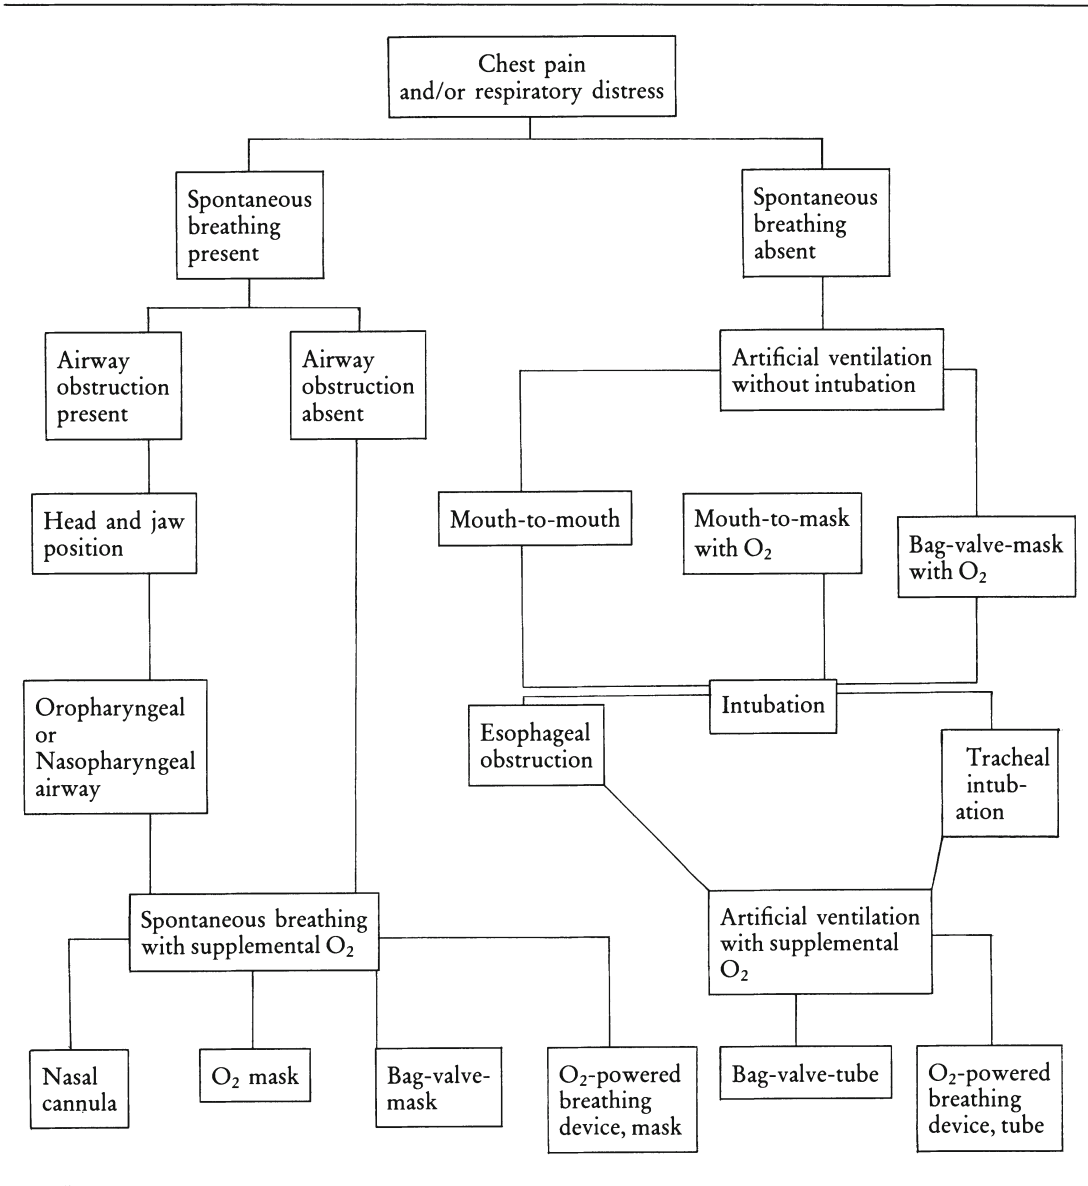 Chest pain
and/or respiratory distress
Spontaneous
breathing
present
Spontaneous
breathing
absent
Airway
obstruction
present
Airway
obstruction
absent
Artificial ventilation
without intubation
Head and jaw
position
Mouth-to-mouth
Mouth-to-mask
with O₂
Bag-valve-mask
with O₂
Oropharyngeal
or
Nasopharyngeal
airway
Intubation
Esophageal
obstruction
Tracheal
intub-
ation
Spontaneous breathing
with supplemental O₂
Artificial ventilation
with supplemental
O₂
Nasal
cannula
O₂ mask
Bag-valve-
mask
O₂-powered
breathing
device, mask
Bag-valve-tube
O₂-powered
breathing
device, tube